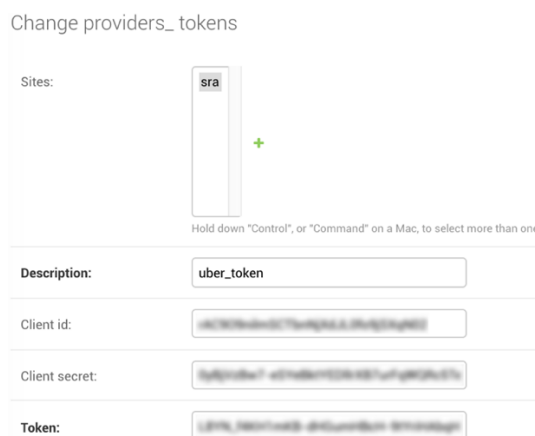 Change providers_ tokens
Sites:
sra
Hold down "Control", or "Command" on a Mac, to select more than one
Description:
uber_token
Client id:
Client secret:
Token: